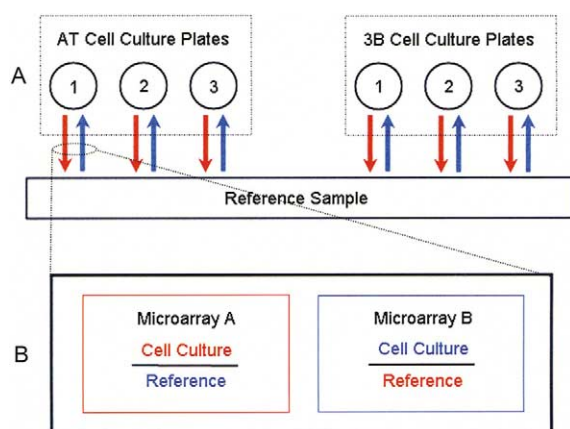 AT Cell Culture Plates
3B Cell Culture Plates
A
1 2 3
1 2 3
Reference Sample
B
Microarray A
Cell Culture
Reference
Microarray B
Cell Culture
Reference